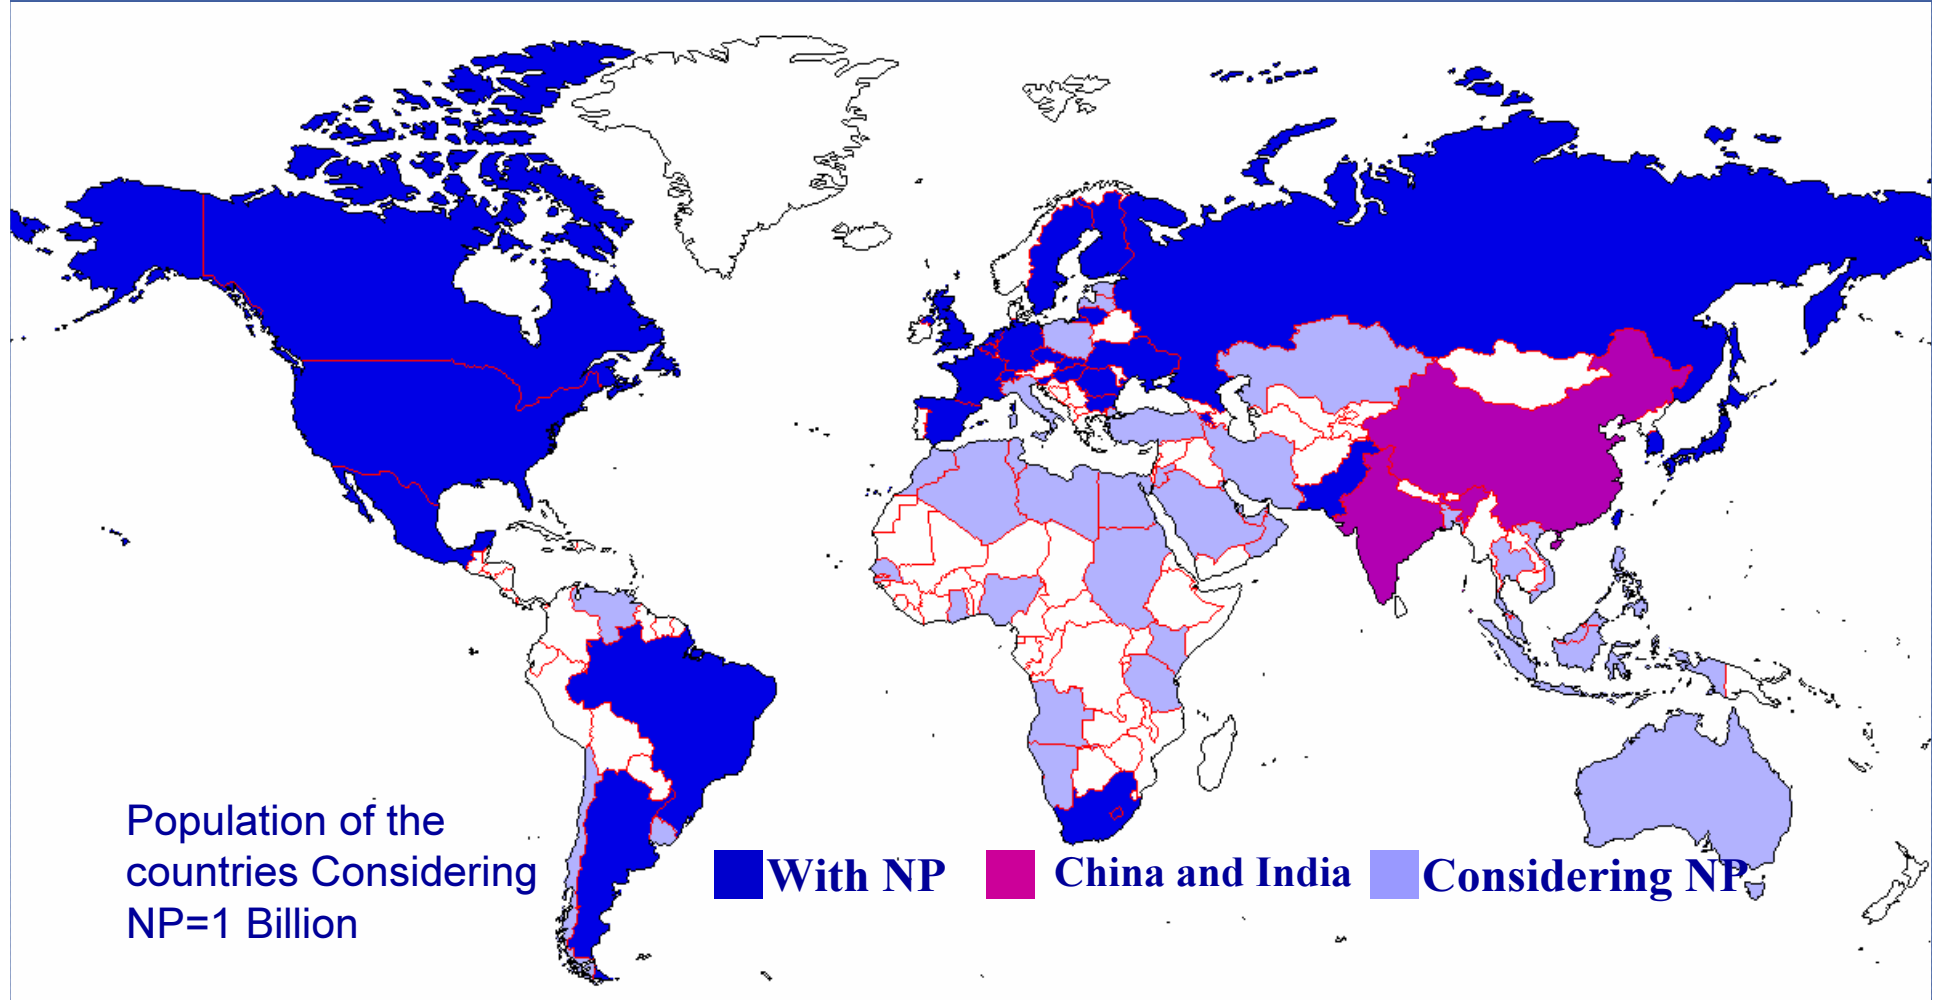 Population of the
countries Considering
NP=1 Billion
With NP
China and India
Considering NP